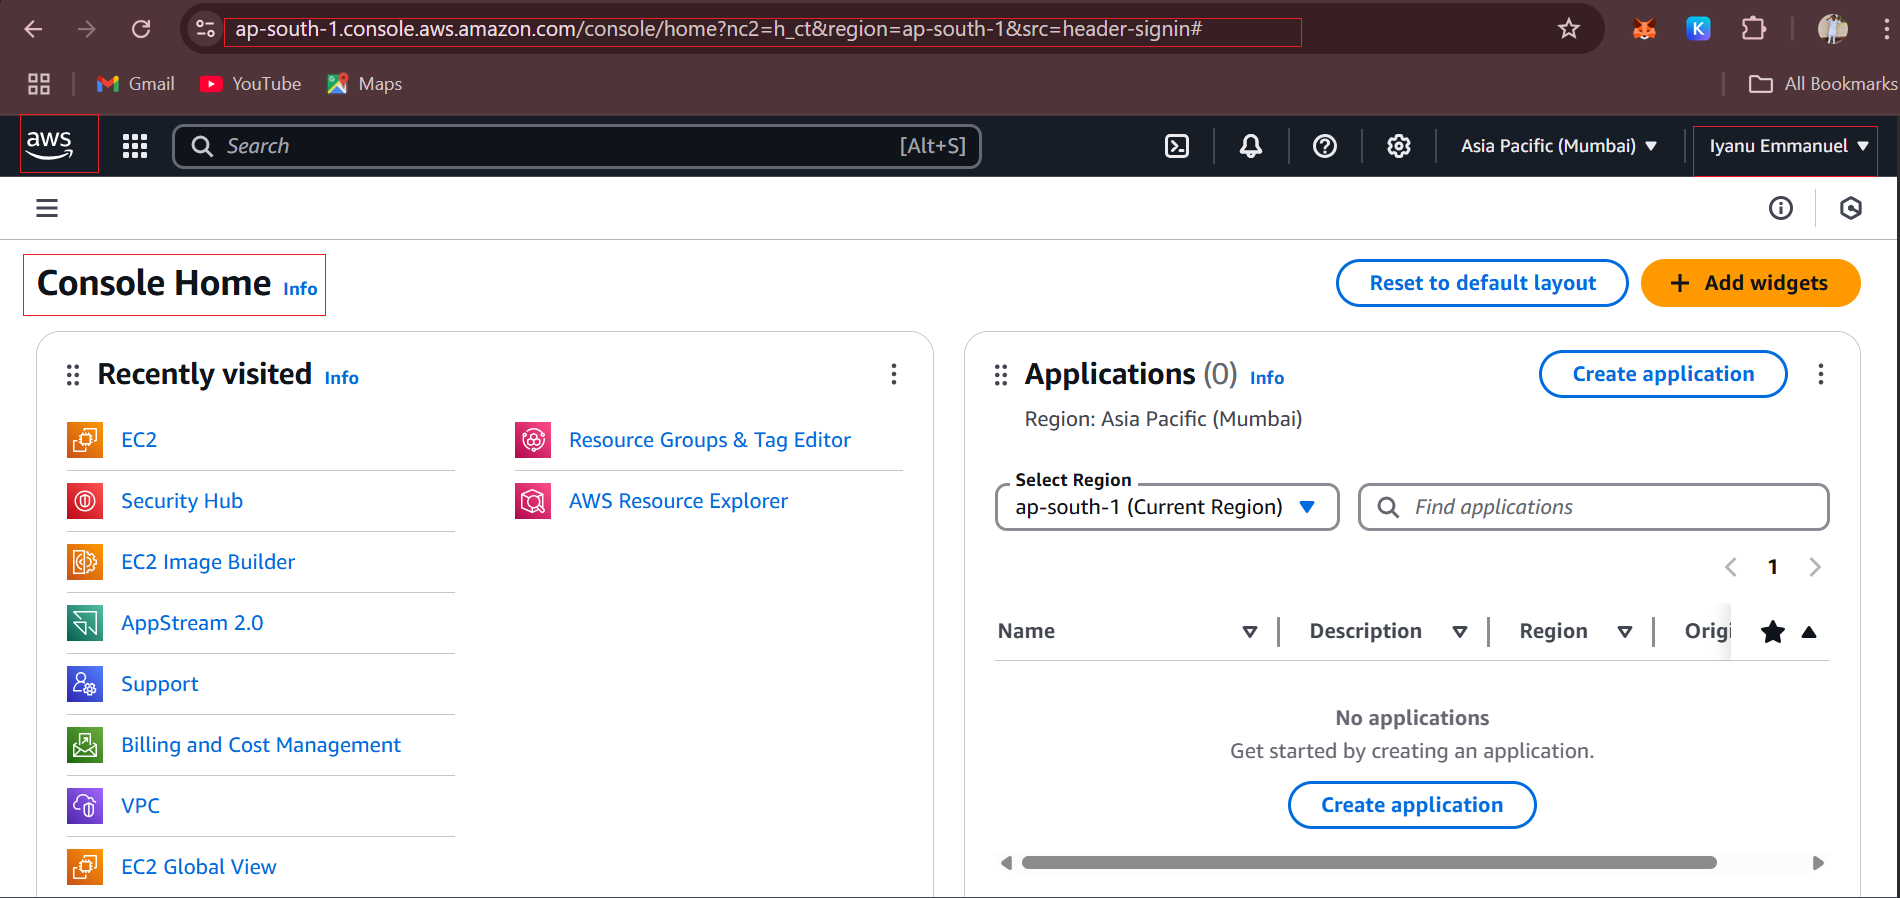 ap-south-1.console.aws.amazon.com/console/home?nc2=h_ct&region=ap-south-1&src=header-signin#
K
Gmail
YouTube
Maps
All Bookmarks
aws
Search
[Alt+S]
Asia Pacific (Mumbai)
Iyanu Emmanuel
Console Home Info
Reset to default layout
Add widgets
Recently visited Info
EC2
Security Hub
EC2 Image Builder
AppStream 2.0
Support
Billing and Cost Management
VPC
EC2 Global View
Resource Groups & Tag Editor
AWS Resource Explorer
Applications (0) Info
Create application
Region: Asia Pacific (Mumbai)
Select Region
ap-south-1 (Current Region)
Find applications
1
Name
Description
Region
Origi
No applications
Get started by creating an application.
Create application